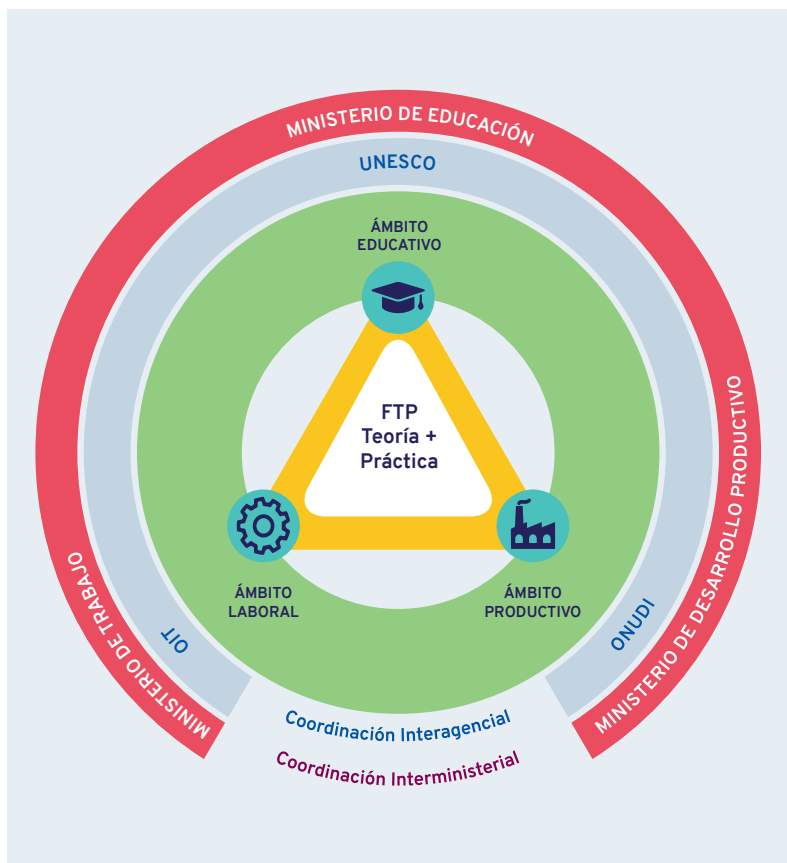 MINISTERIO DE EDUCACIÓN
UNESCO
ÁMBITO
EDUCATIVO
FTP
Teoría +
Práctica
ÁMBITO
LABORAL
ÁMBITO
PRODUCTIVO
MINISTERIO DE TRABAJO
OIT
ONUDI
MINISTERIO DE DESARROLLO PRODUCTIVO
Coordinación Interagencial
Coordinación Interministerial